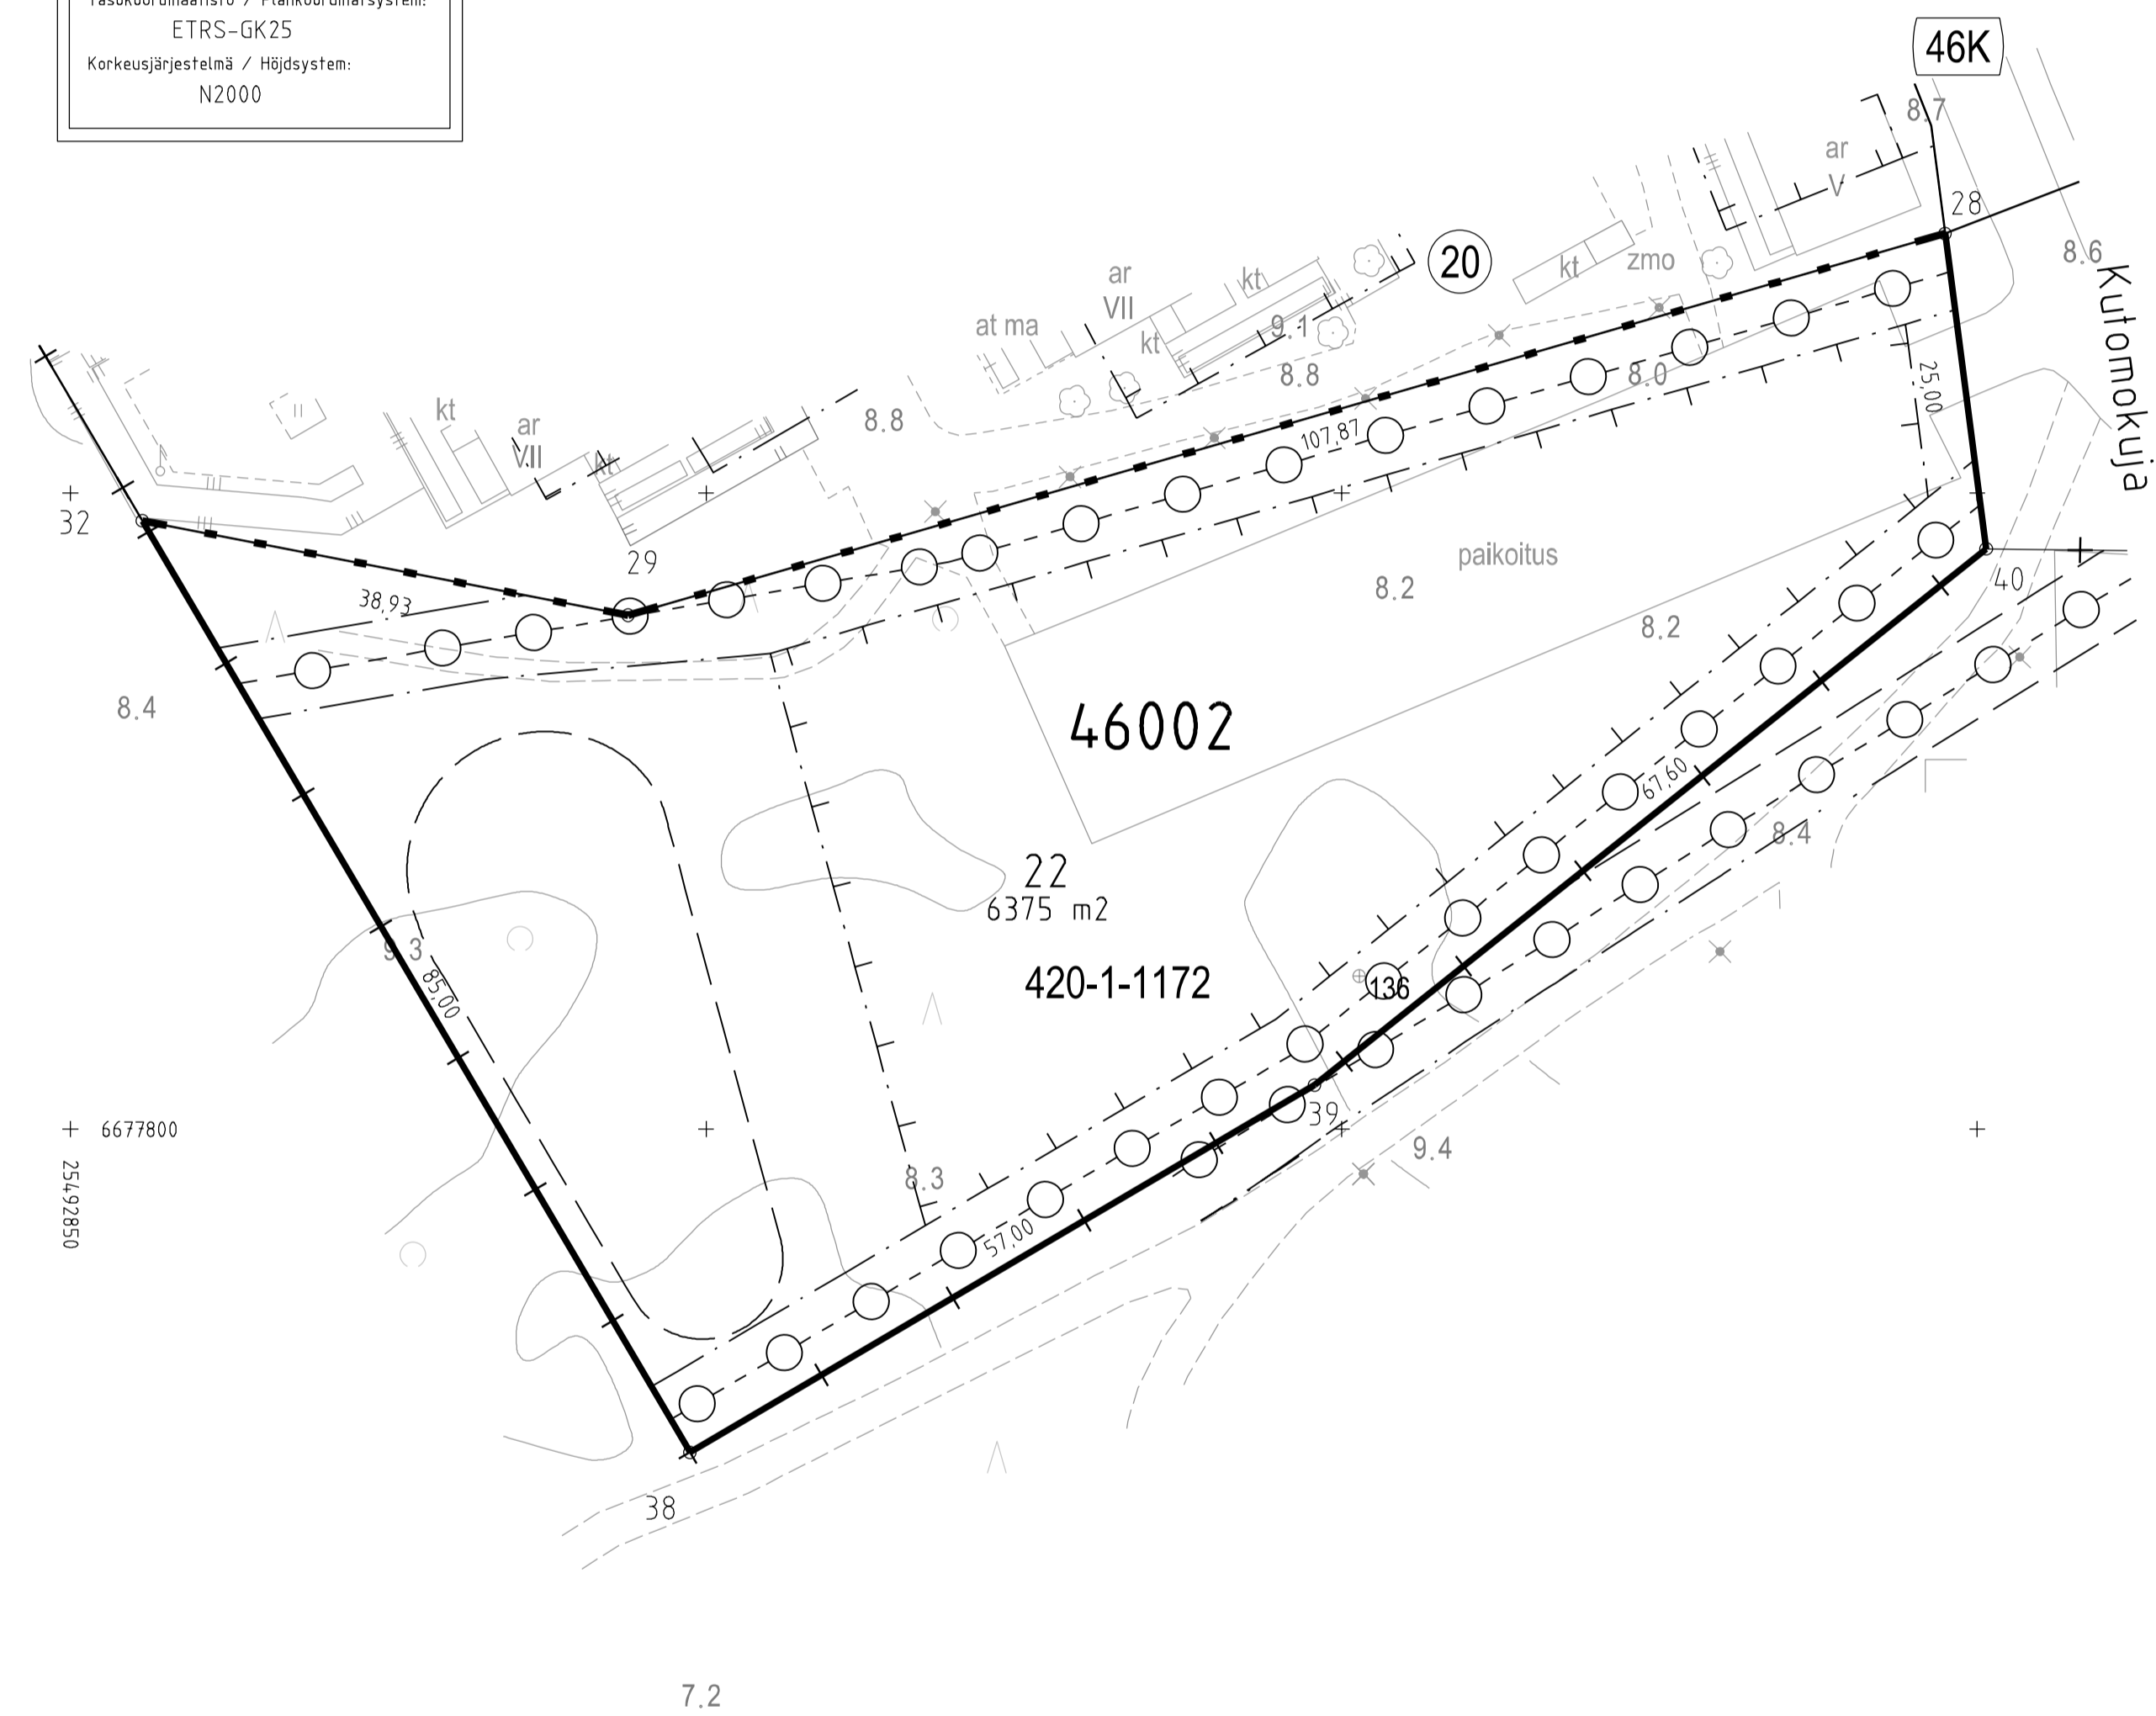 Tasokoordinaatisto / Plankoordinatsystem:
ETRS-GK25
Korkeusjärjestelmä / Höjdsystem:
N2000
46K
8.7
ar
V
28
8.6
Kutomokuja
20
kt
zmo
ar
VII
kt
at ma
kt
9.1
8.8
8.0
25,00
kt
ar
VII
kt
8.8
107,87
32
29
38,93
paikoitus
8.2
8.2
40
8.4
46002
67,60
8.4
22
6375 m2
420-1-1172
136
9.3
85,00
39
9.4
6677800
25492850
8.3
57,00
38
7.2